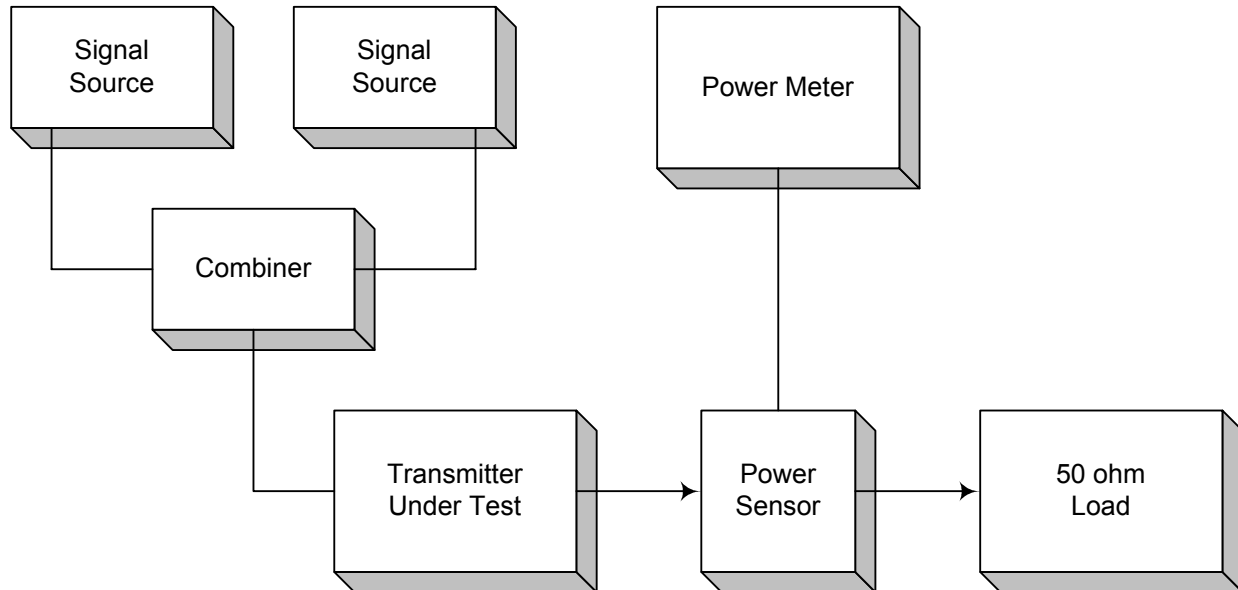 Signal
Source
Signal
Source
Power Meter
Combiner
Transmitter
Under Test
Power
Sensor
50 ohm
Load